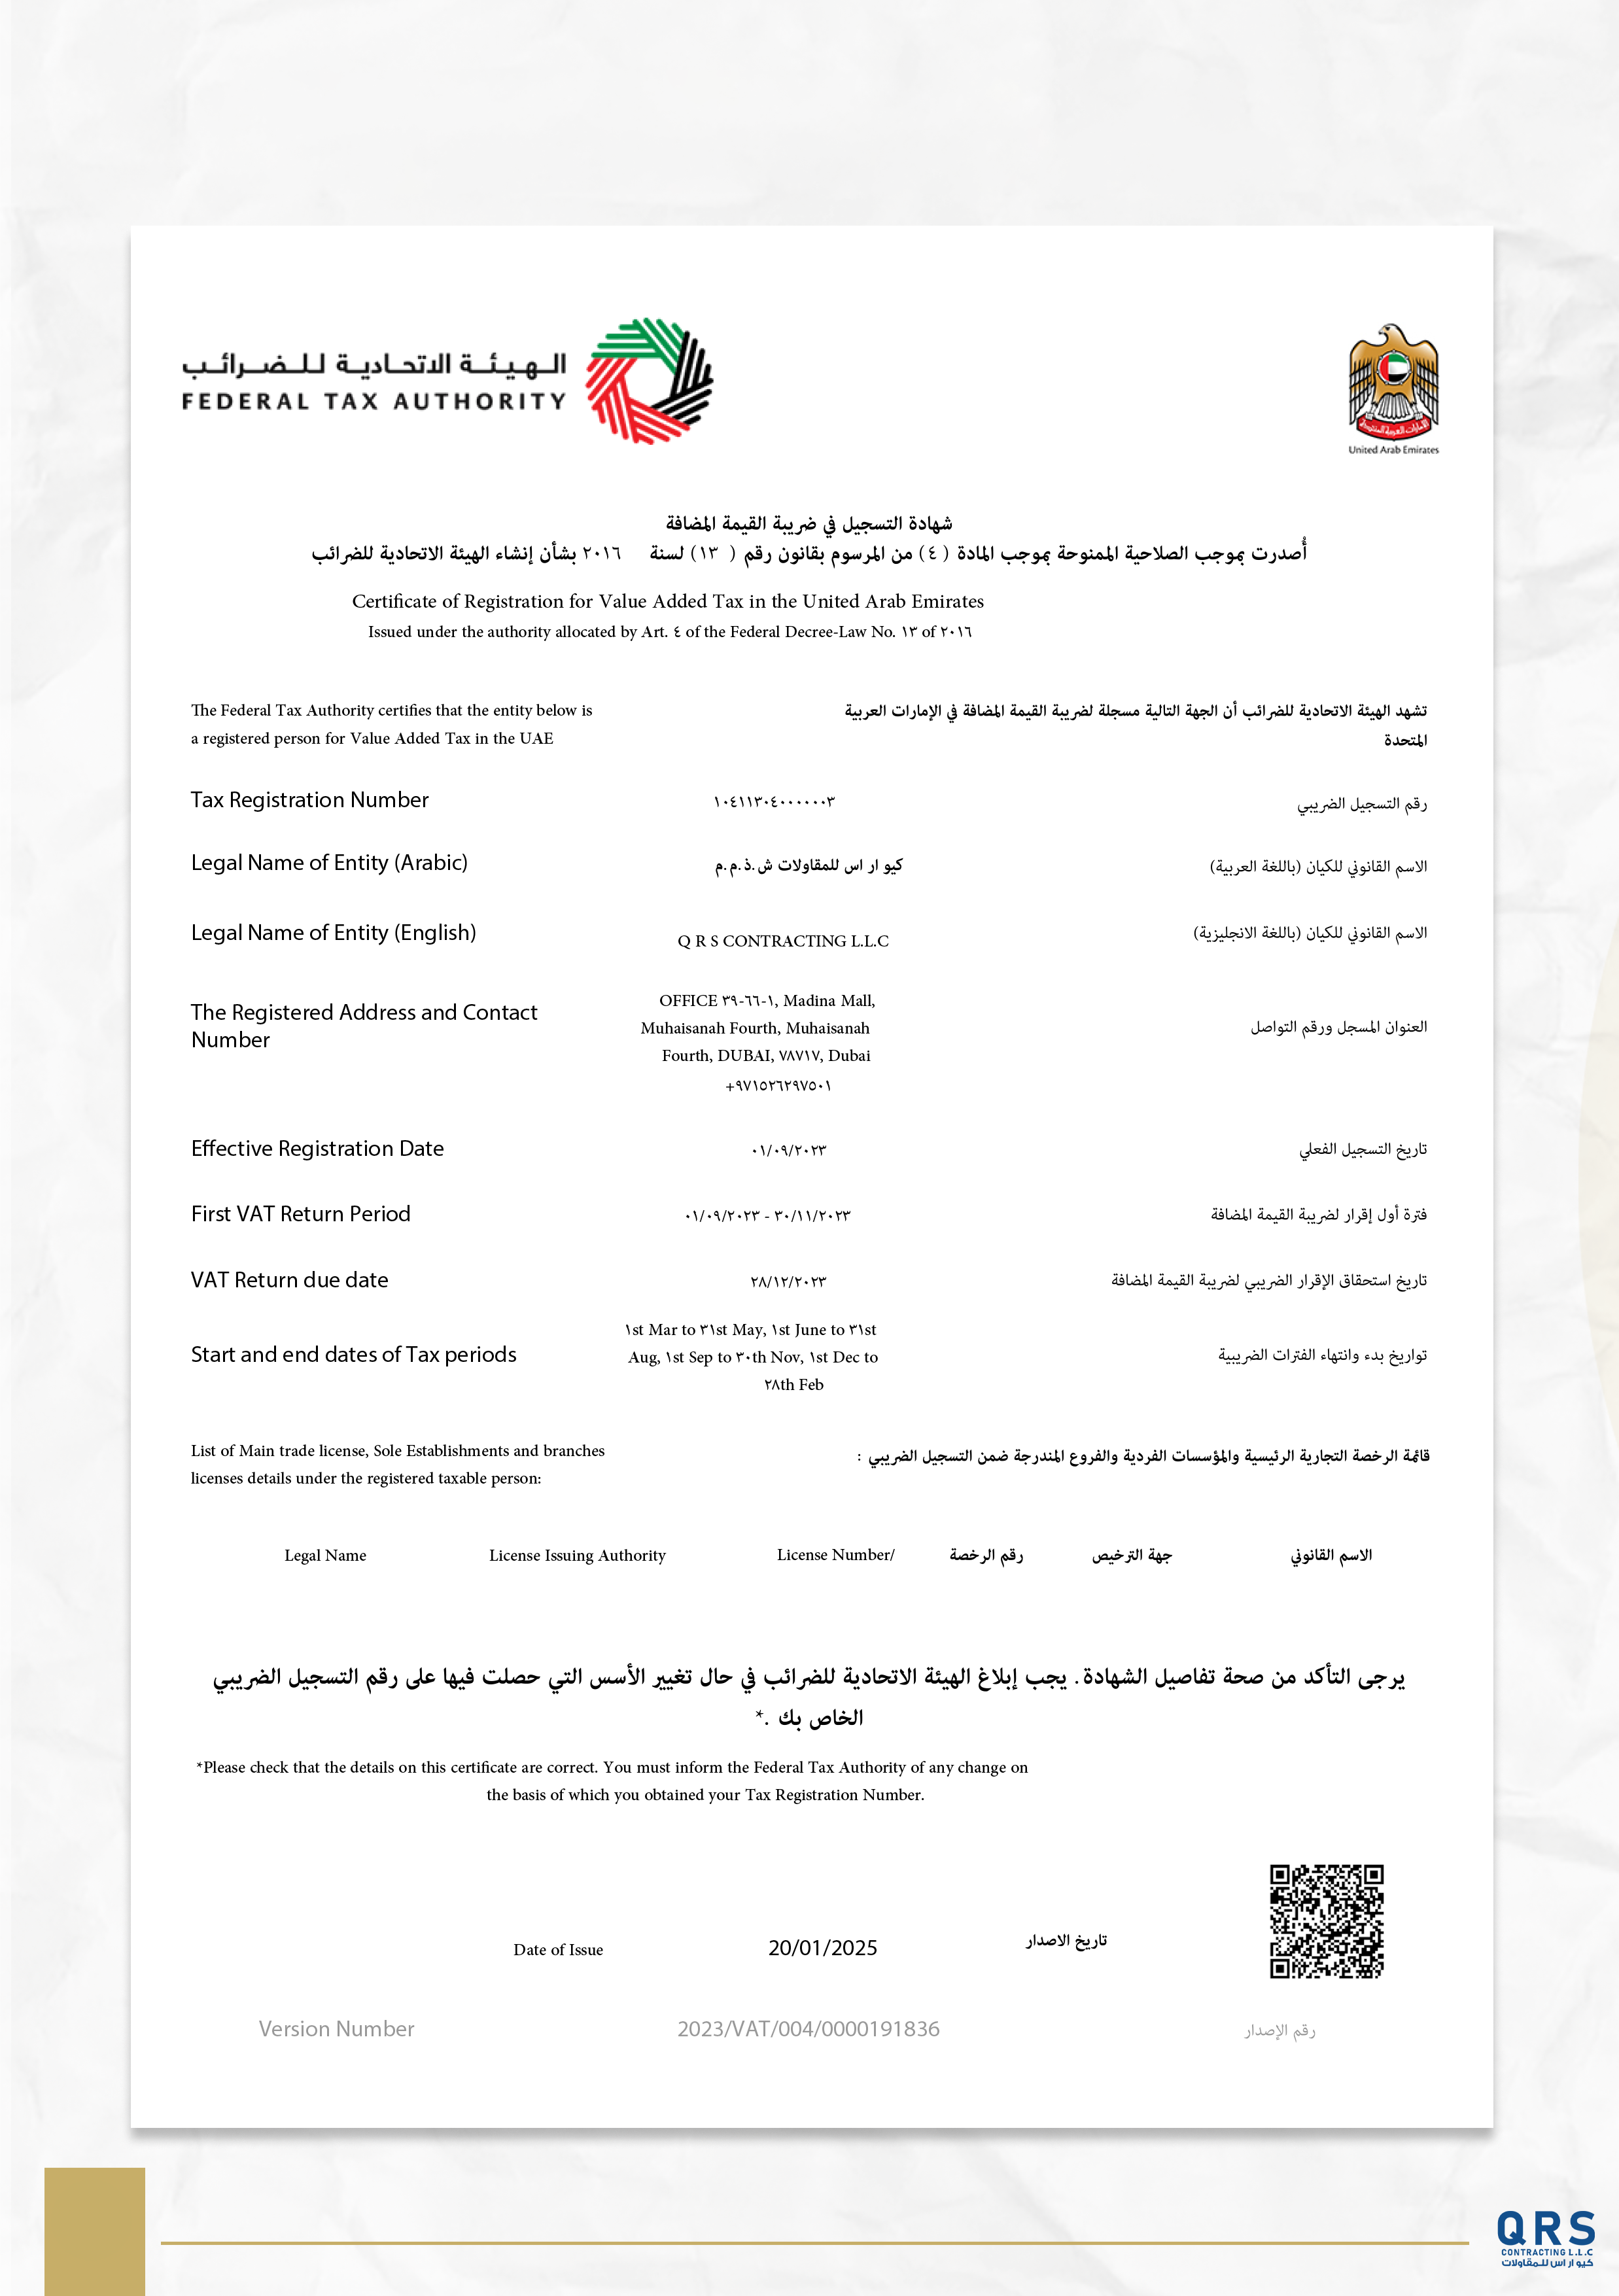 الهيئة الاتحادية للضرائب
FEDERAL TAX AUTHORITY
الإمارات العربية المتحدة
United Arab Emirates
شهادة التسجيل في ضريبة القيمة المضافة
أُصدرت بموجب الصلاحية الممنوحة بموجب المادة ( ٤ ) من المرسوم بقانون رقم ( ١٣ ) لسنة ٢٠١٦ بشأن إنشاء الهيئة الاتحادية للضرائب
Certificate of Registration for Value Added Tax in the United Arab Emirates
Issued under the authority allocated by Art. ٤ of the Federal Decree-Law No. ١٣ of ٢٠١٦
The Federal Tax Authority certifies that the entity below is
a registered person for Value Added Tax in the UAE
تشهد الهيئة الاتحادية للضرائب أن الجهة التالية مسجلة لضريبة القيمة المضافة في الإمارات العربية
المتحدة
Tax Registration Number ١٠٤١١٣٠٤٠٠٠٠٠٠٣ رقم التسجيل الضريبي
Legal Name of Entity (Arabic) كيو ار اس للمقاولات ش.ذ.م.م. الاسم القانوني للكيان (باللغة العربية)
Legal Name of Entity (English) Q R S CONTRACTING L.L.C الاسم القانوني للكيان (باللغة الانجليزية)
The Registered Address and Contact
Number
OFFICE ٣٩-٦٦-١, Madina Mall,
Muhaisanah Fourth, Muhaisanah
Fourth, DUBAI, ٧٨٧١٧, Dubai
+٩٧١٥٢٦٢٩٧٥٠١
العنوان المسجل ورقم التواصل
Effective Registration Date ٠١/٠٩/٢٠٢٣ تاريخ التسجيل الفعلي
First VAT Return Period ٠١/٠٩/٢٠٢٣ - ٣٠/١١/٢٠٢٣ فترة أول إقرار لضريبة القيمة المضافة
VAT Return due date ٢٨/١٢/٢٠٢٣ تاريخ استحقاق الإقرار الضريبي لضريبة القيمة المضافة
Start and end dates of Tax periods
١st Mar to ٣١st May, ١st June to ٣١st
Aug, ١st Sep to ٣٠th Nov, ١st Dec to
٢٨th Feb
تواريخ بدء وانتهاء الفترات الضريبية
List of Main trade license, Sole Establishments and branches
licenses details under the registered taxable person:
قائمة الرخصة التجارية الرئيسية والمؤسسات الفردية والفروع المندرجة ضمن التسجيل الضريبي :
Legal Name License Issuing Authority License Number/ رقم الرخصة جهة الترخيص الاسم القانوني
يرجى التأكد من صحة تفاصيل الشهادة. يجب إبلاغ الهيئة الاتحادية للضرائب في حال تغيير الأسس التي حصلت فيها على رقم التسجيل الضريبي
الخاص بك .*
*Please check that the details on this certificate are correct. You must inform the Federal Tax Authority of any change on
the basis of which you obtained your Tax Registration Number.
Date of Issue 20/01/2025 تاريخ الاصدار
Version Number 2023/VAT/004/0000191836 رقم الإصدار
QRS
CONTRACTING L.L.C
كيو ار اس للمقاولات